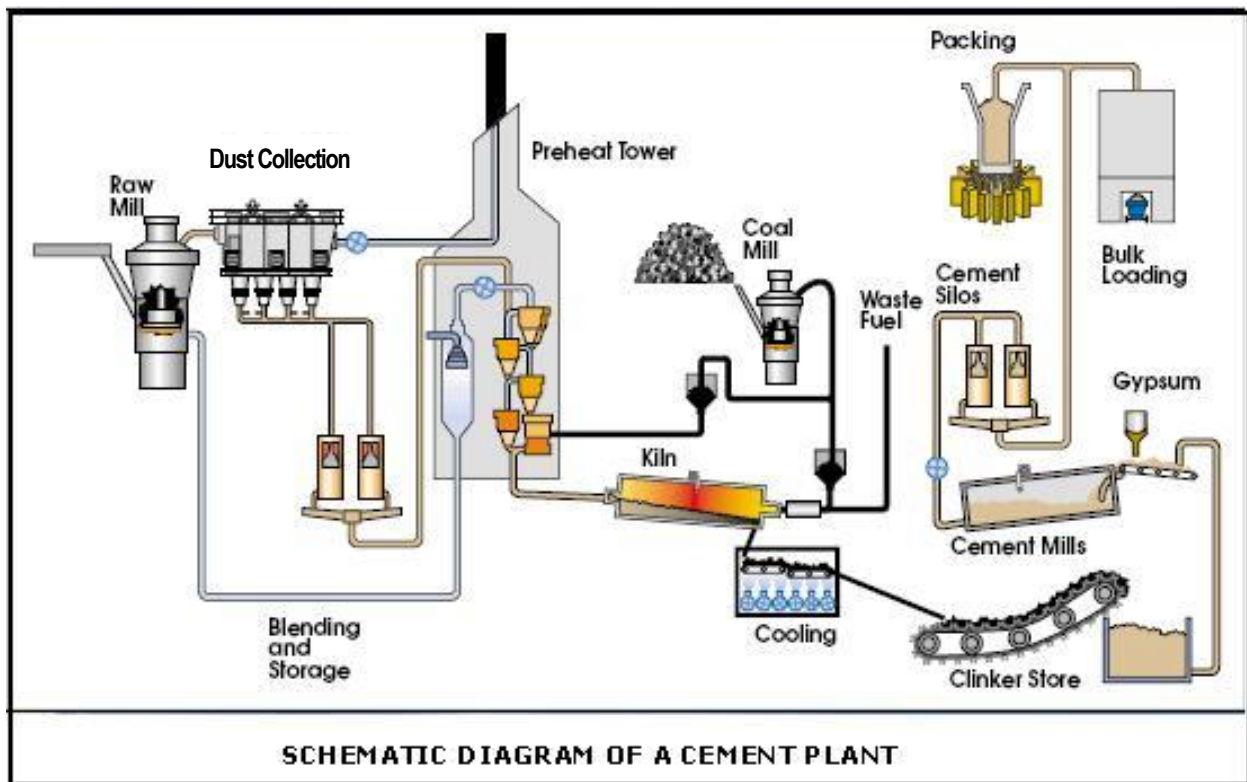 Packing
Dust Collection
Preheat Tower
Raw
Mill
Coal
Mill
Bulk
Loading
Cement
Silos
Waste
Fuel
Gypsum
Kiln
Cement Mills
Blending
and
Storage
Cooling
Clinker Store
SCHEMATIC DIAGRAM OF A CEMENT PLANT